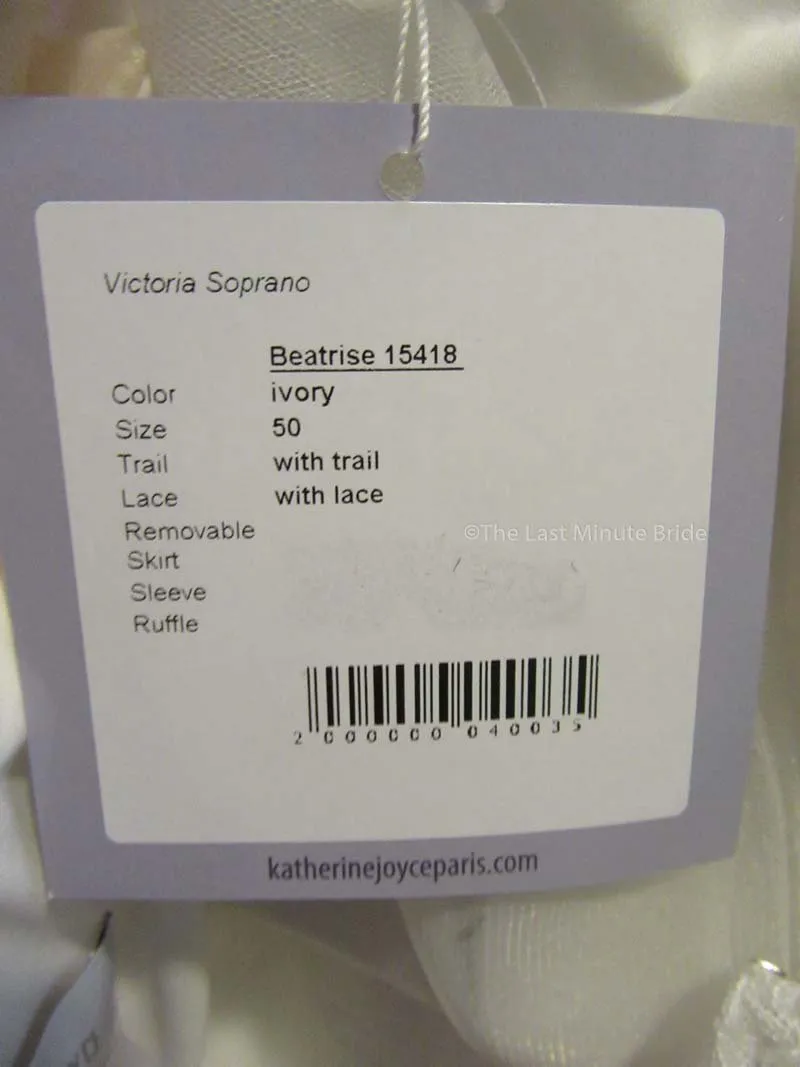 Victoria Soprano
Beatrise 15418
Color ivory
Size 50
Trail with trail
Lace with lace
Removable
Skirt
Sleeve
Ruffle
©The Last Minute Bride
2 000000 040035
katherinejoyceparis.com